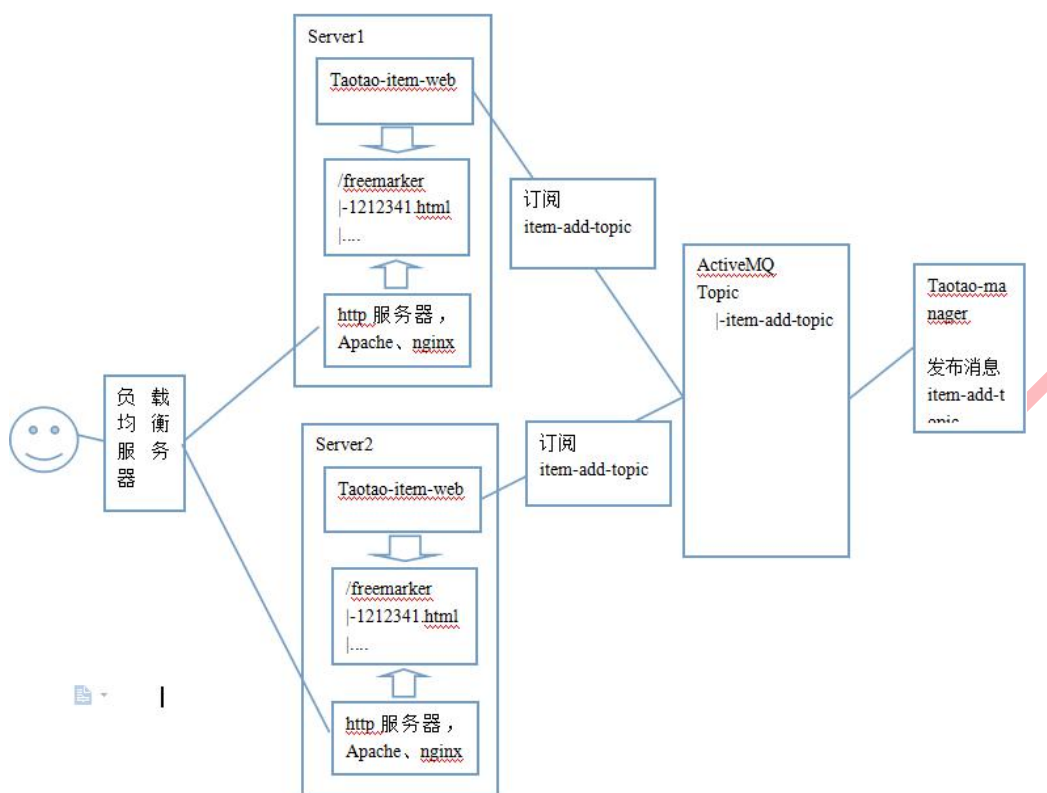 Server1
Taotao-item-web
/freemarker
|-1212341.html
|....
http 服务器，
Apache、nginx
订阅
item-add-topic
ActiveMQ
Topic
|-item-add-topic
Taotao-ma
nager
发布消息
item-add-t
opic
负 载
均 衡
服 务
器
Server2
Taotao-item-web
/freemarker
|-1212341.html
|....
http 服务器，
Apache、nginx
订阅
item-add-topic